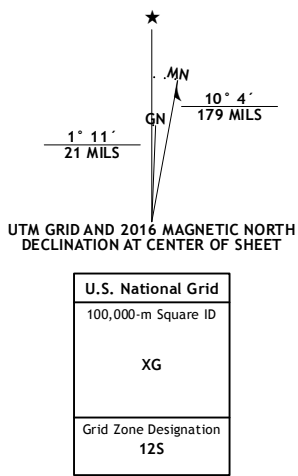 MN
GN
1° 11´
21 MILS
10° 4´
179 MILS
UTM GRID AND 2016 MAGNETIC NORTH
DECLINATION AT CENTER OF SHEET
U.S. National Grid
100,000-m Square ID
XG
Grid Zone Designation
12S